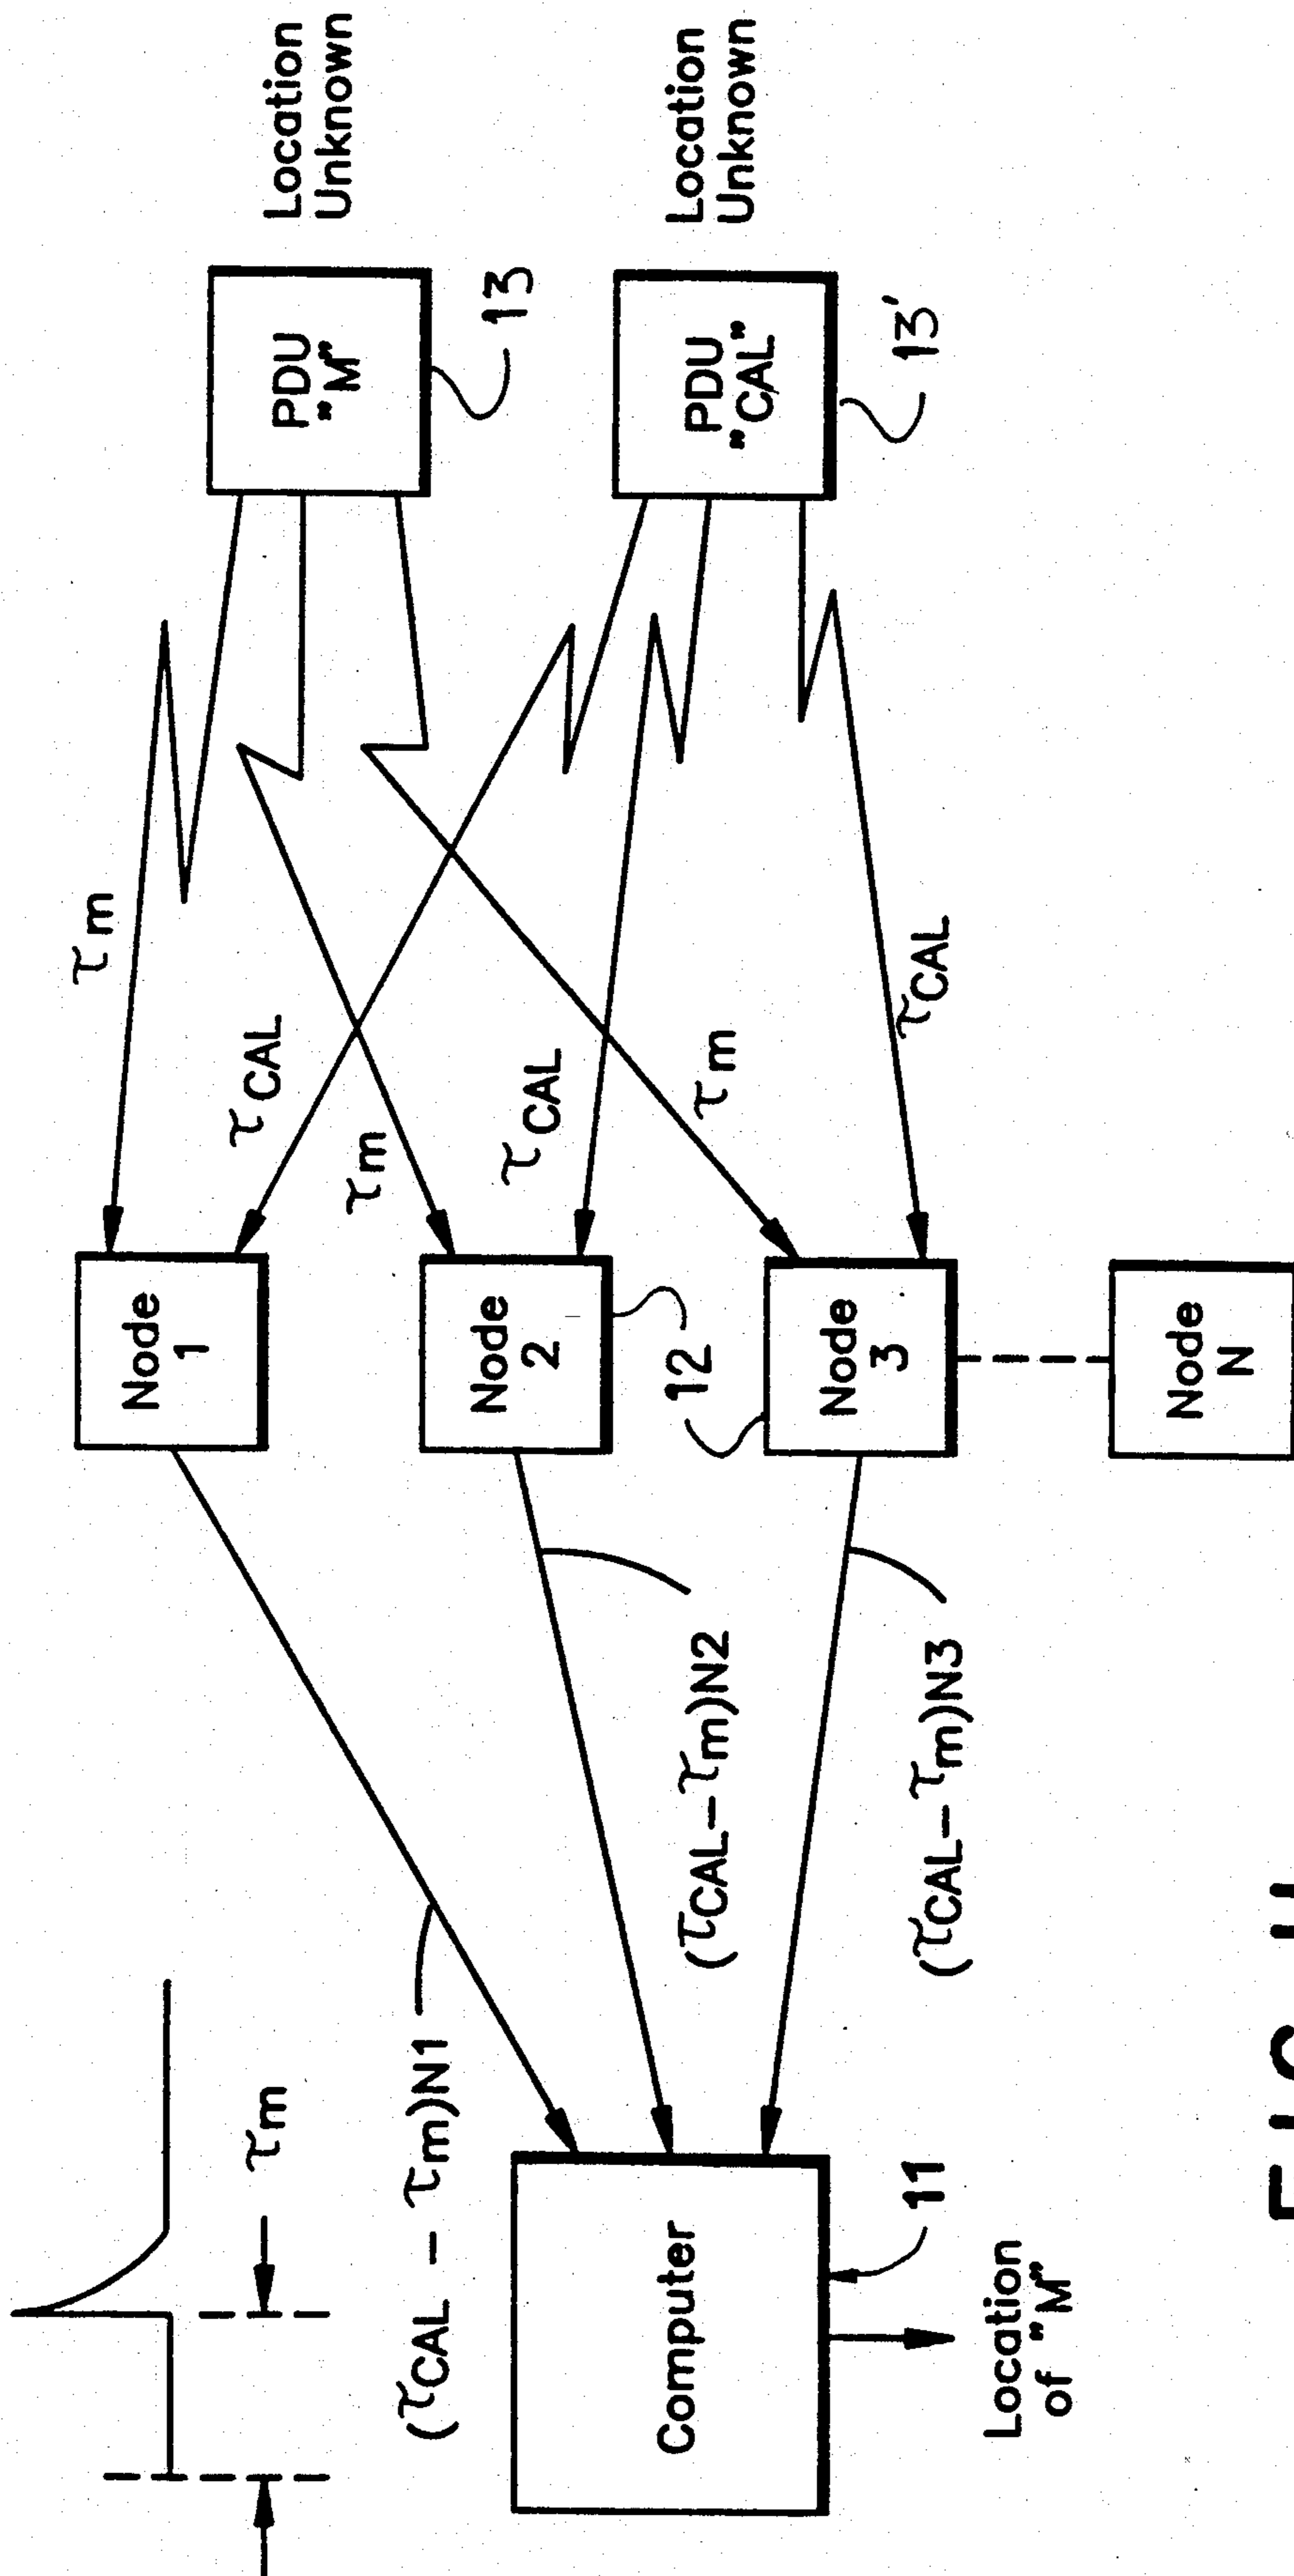 τm
(τCAL – τm)N1
Computer
11
Location
of "M"
(τCAL – τm)N2
(τCAL – τm)N3
Node
1
Node
2
12
Node
3
Node
N
τm
τCAL
τm
τCAL
τm
τCAL
PDU
"M"
13
Location
Unknown
PDU
"CAL"
13'
Location
Unknown